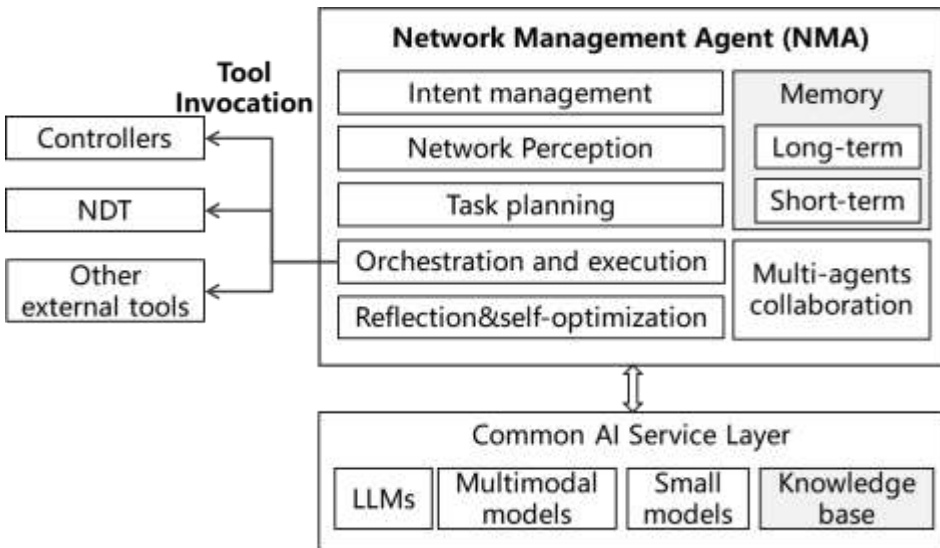 Network Management Agent (NMA)
Tool
Invocation
Controllers
NDT
Other
external tools
Intent management
Network Perception
Task planning
Orchestration and execution
Reflection&self-optimization
Memory
Long-term
Short-term
Multi-agents
collaboration
Common AI Service Layer
LLMs
Multimodal
models
Small
models
Knowledge
base